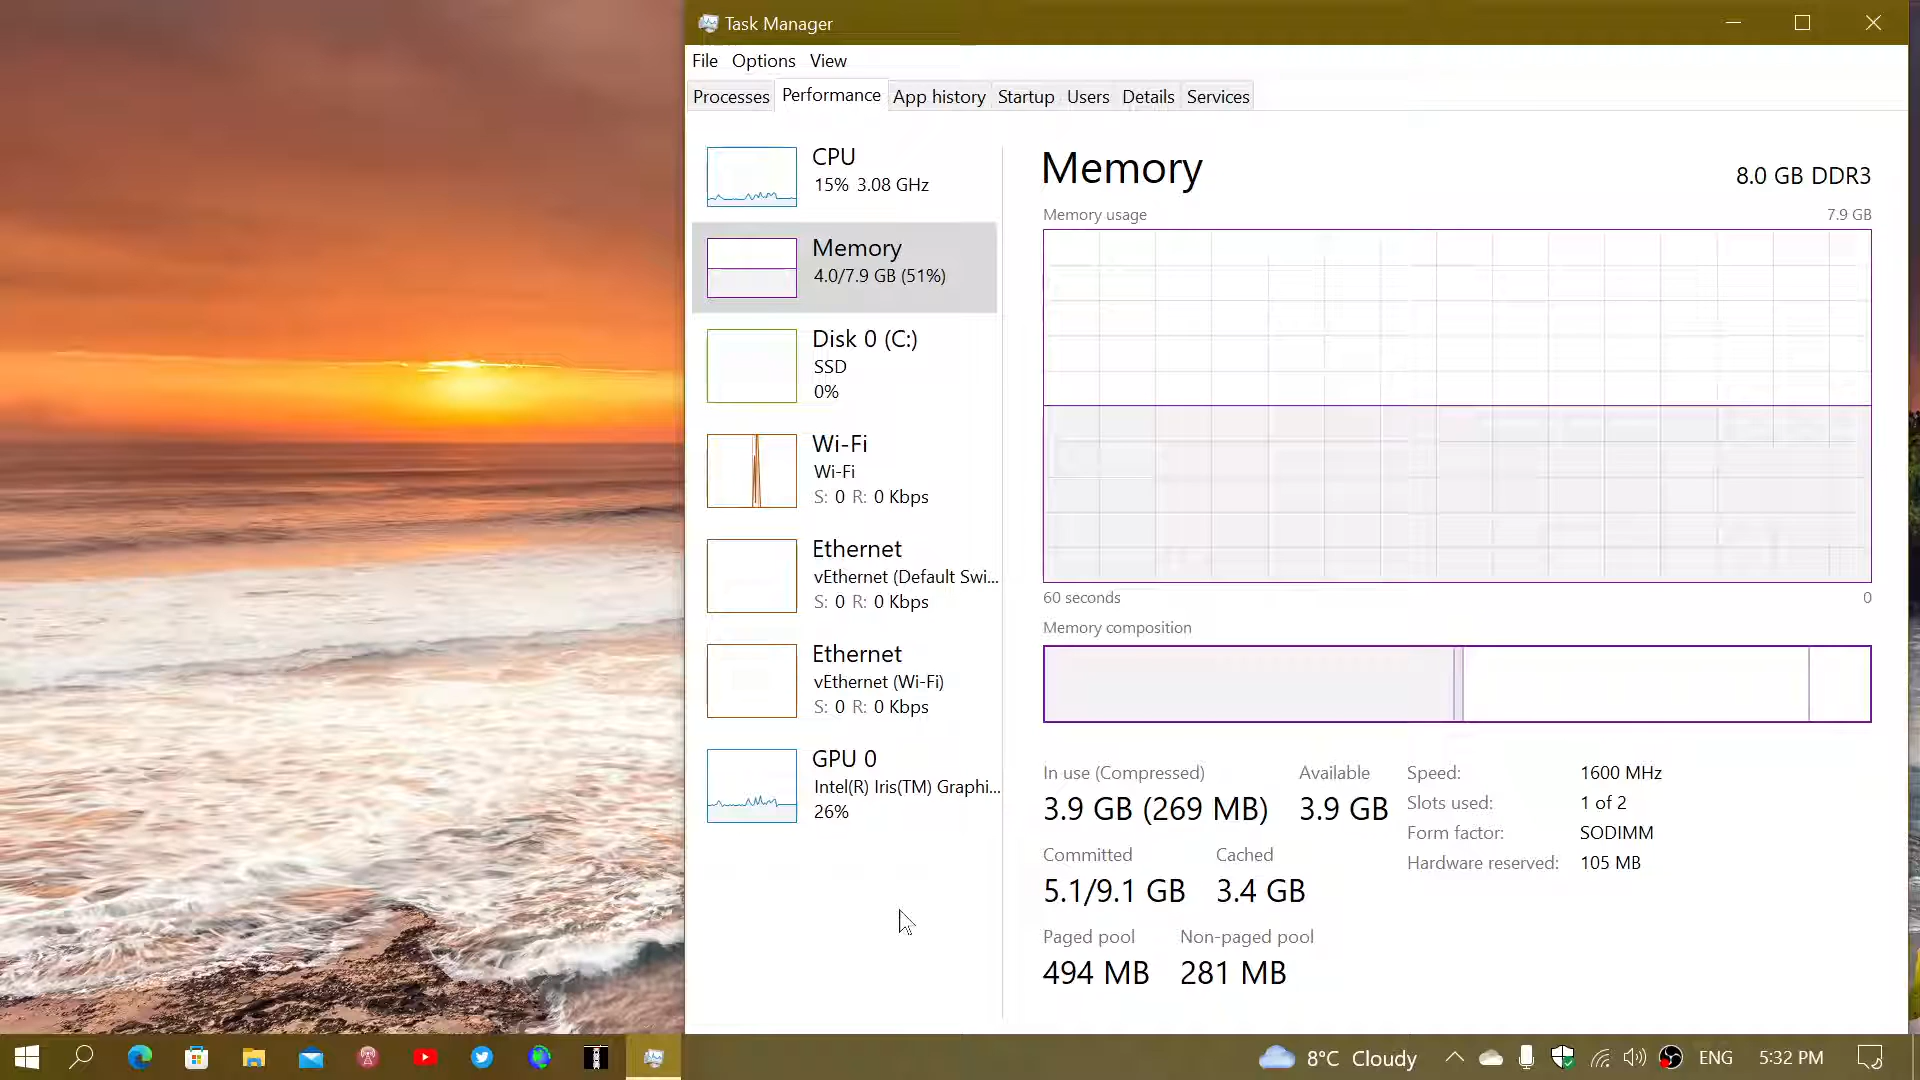 Task Manager
File Options View
Processes Performance App history Startup Users Details Services
CPU
15% 3.08 GHz
Memory
4.0/7.9 GB (51%)
Disk 0 (C:)
SSD
0%
Wi-Fi
Wi-Fi
S: 0 R: 0 Kbps
Ethernet
vEthernet (Default Swi...
S: 0 R: 0 Kbps
Ethernet
vEthernet (Wi-Fi)
S: 0 R: 0 Kbps
GPU 0
Intel(R) Iris(TM) Graphi...
26%
Memory
8.0 GB DDR3
Memory usage
7.9 GB
60 seconds
0
Memory composition
In use (Compressed)
3.9 GB (269 MB)
Available
3.9 GB
Committed
5.1/9.1 GB
Cached
3.4 GB
Paged pool
494 MB
Non-paged pool
281 MB
Speed: 1600 MHz
Slots used: 1 of 2
Form factor: SODIMM
Hardware reserved: 105 MB
8°C Cloudy
ENG
5:32 PM